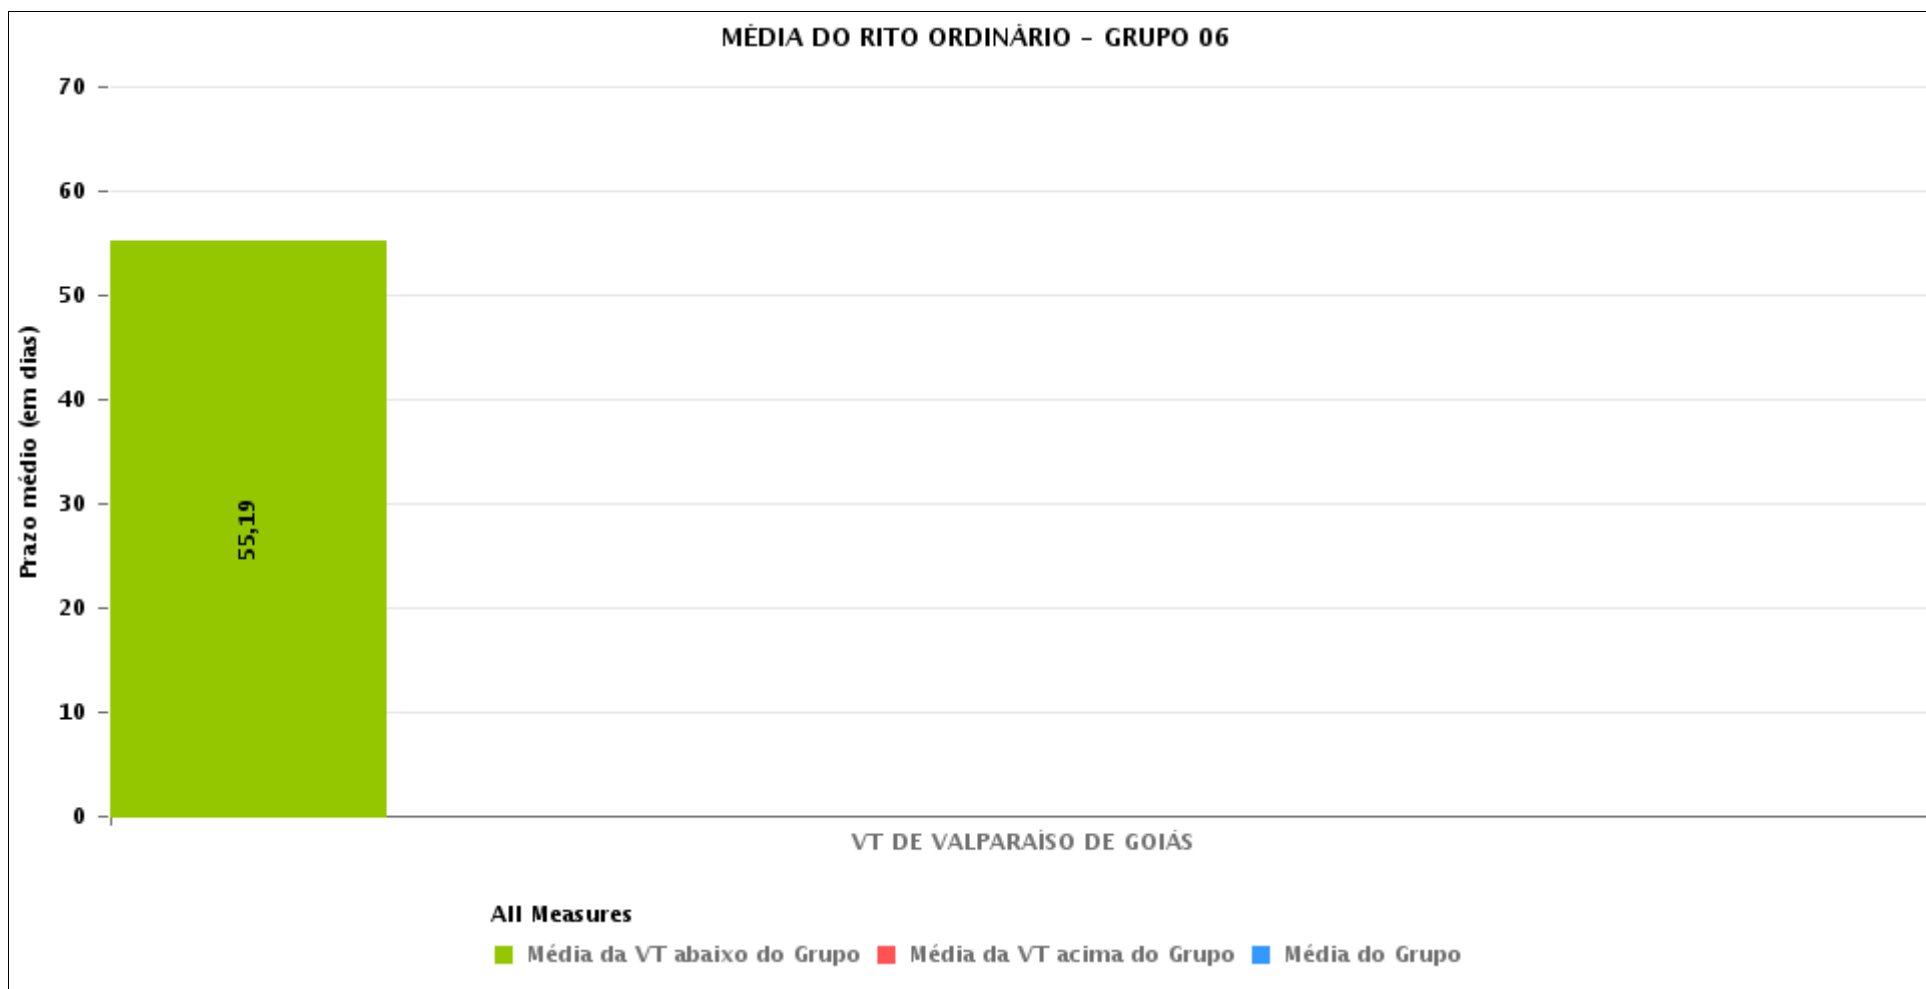 MÉDIA DO RITO ORDINÁRIO - GRUPO 06
70
60
50
40
30
20
10
0
Prazo médio (em dias)
55,19
VT DE VALPARAÍSO DE GOIÁS
All Measures
Média da VT abaixo do Grupo Média da VT acima do Grupo Média do Grupo